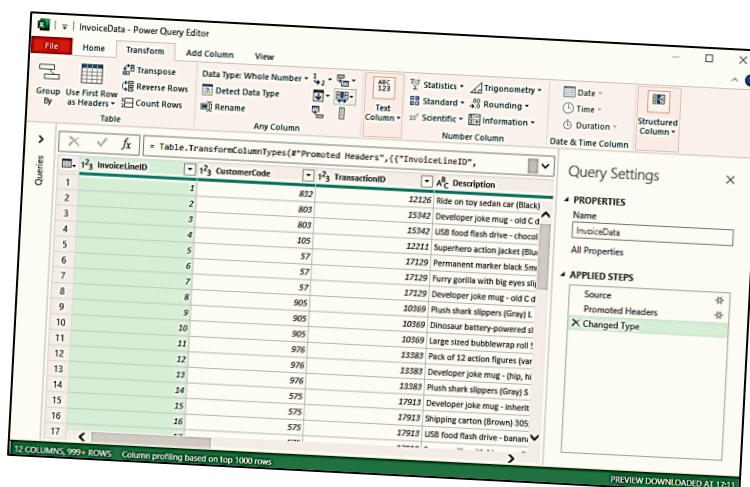 InvoiceData - Power Query Editor
File Home Transform Add Column View
Group By
Use First Row as Headers
Transpose
Reverse Rows
Count Rows
Table
Data Type: Whole Number
Detect Data Type
Rename
Any Column
ABC 123
Text Column
Statistics
Standard
Scientific
Trigonometry
Rounding
Information
Number Column
Date
Time
Duration
Date & Time Column
Structured Column
fx = Table.TransformColumnTypes(#"Promoted Headers",{{"InvoiceLineID",
Queries
InvoiceLineID CustomerCode TransactionID Description
1 1 832 12126 Ride on toy sedan car (Black)
2 2 803 15342 Developer joke mug - old C d
3 3 803 15342 USB food flash drive - chocol
4 4 105 12211 Superhero action jacket (Blu
5 5 57 17129 Permanent marker black 5m
6 6 57 17129 Furry gorilla with big eyes sli
7 7 57 17129 Developer joke mug - old C d
8 8 905 10369 Plush shark slippers (Gray) L
9 9 905 10369 Dinosaur battery-powered sl
10 10 905 10369 Large sized bubblewrap roll
11 11 976 13383 Pack of 12 action figures (var
12 12 976 13383 Developer joke mug - (hip, hi
13 13 976 13383 Plush shark slippers (Gray) S
14 14 575 17913 Developer joke mug - inherit
15 15 575 17913 Shipping carton (Brown) 305
16 16 575 17913 USB food flash drive - banana
17
Query Settings
PROPERTIES
Name
InvoiceData
All Properties
APPLIED STEPS
Source
Promoted Headers
Changed Type
12 COLUMNS, 999+ ROWS Column profiling based on top 1000 rows
PREVIEW DOWNLOADED AT 17:11